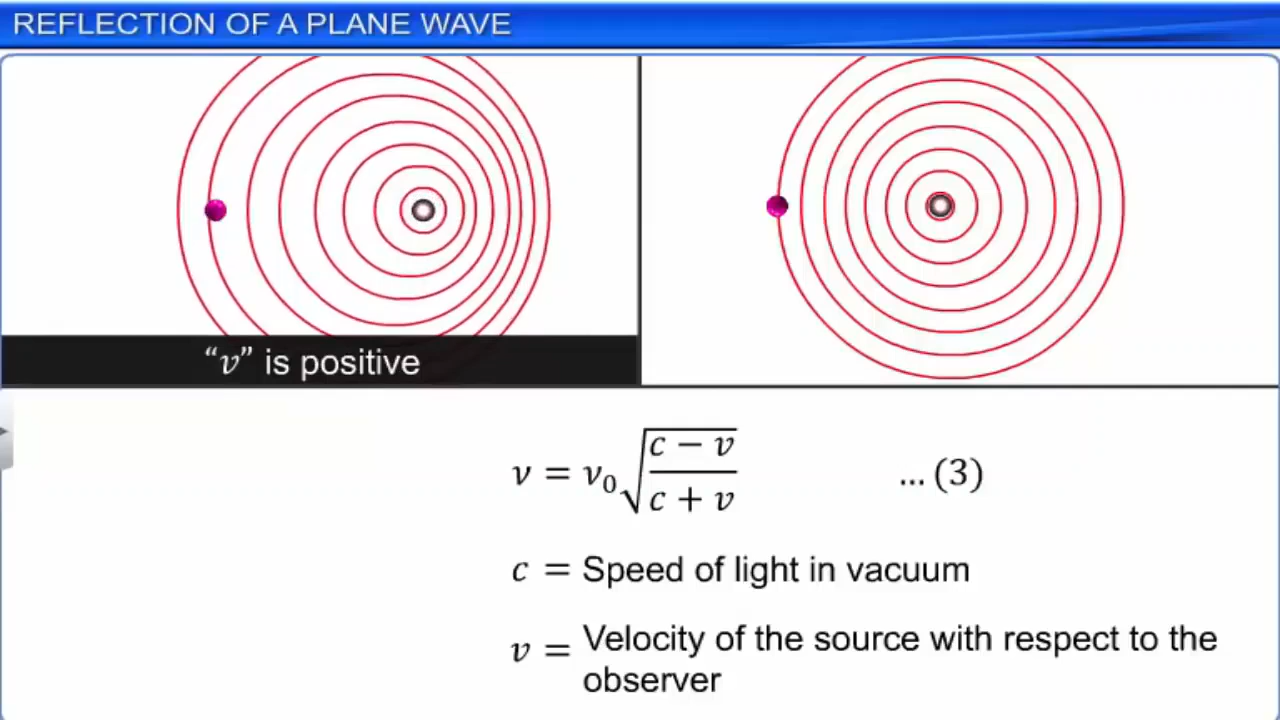 REFLECTION OF A PLANE WAVE
“v” is positive
ν = ν₀√((c − v)/(c + v)) ... (3)
c = Speed of light in vacuum
v = Velocity of the source with respect to the
observer